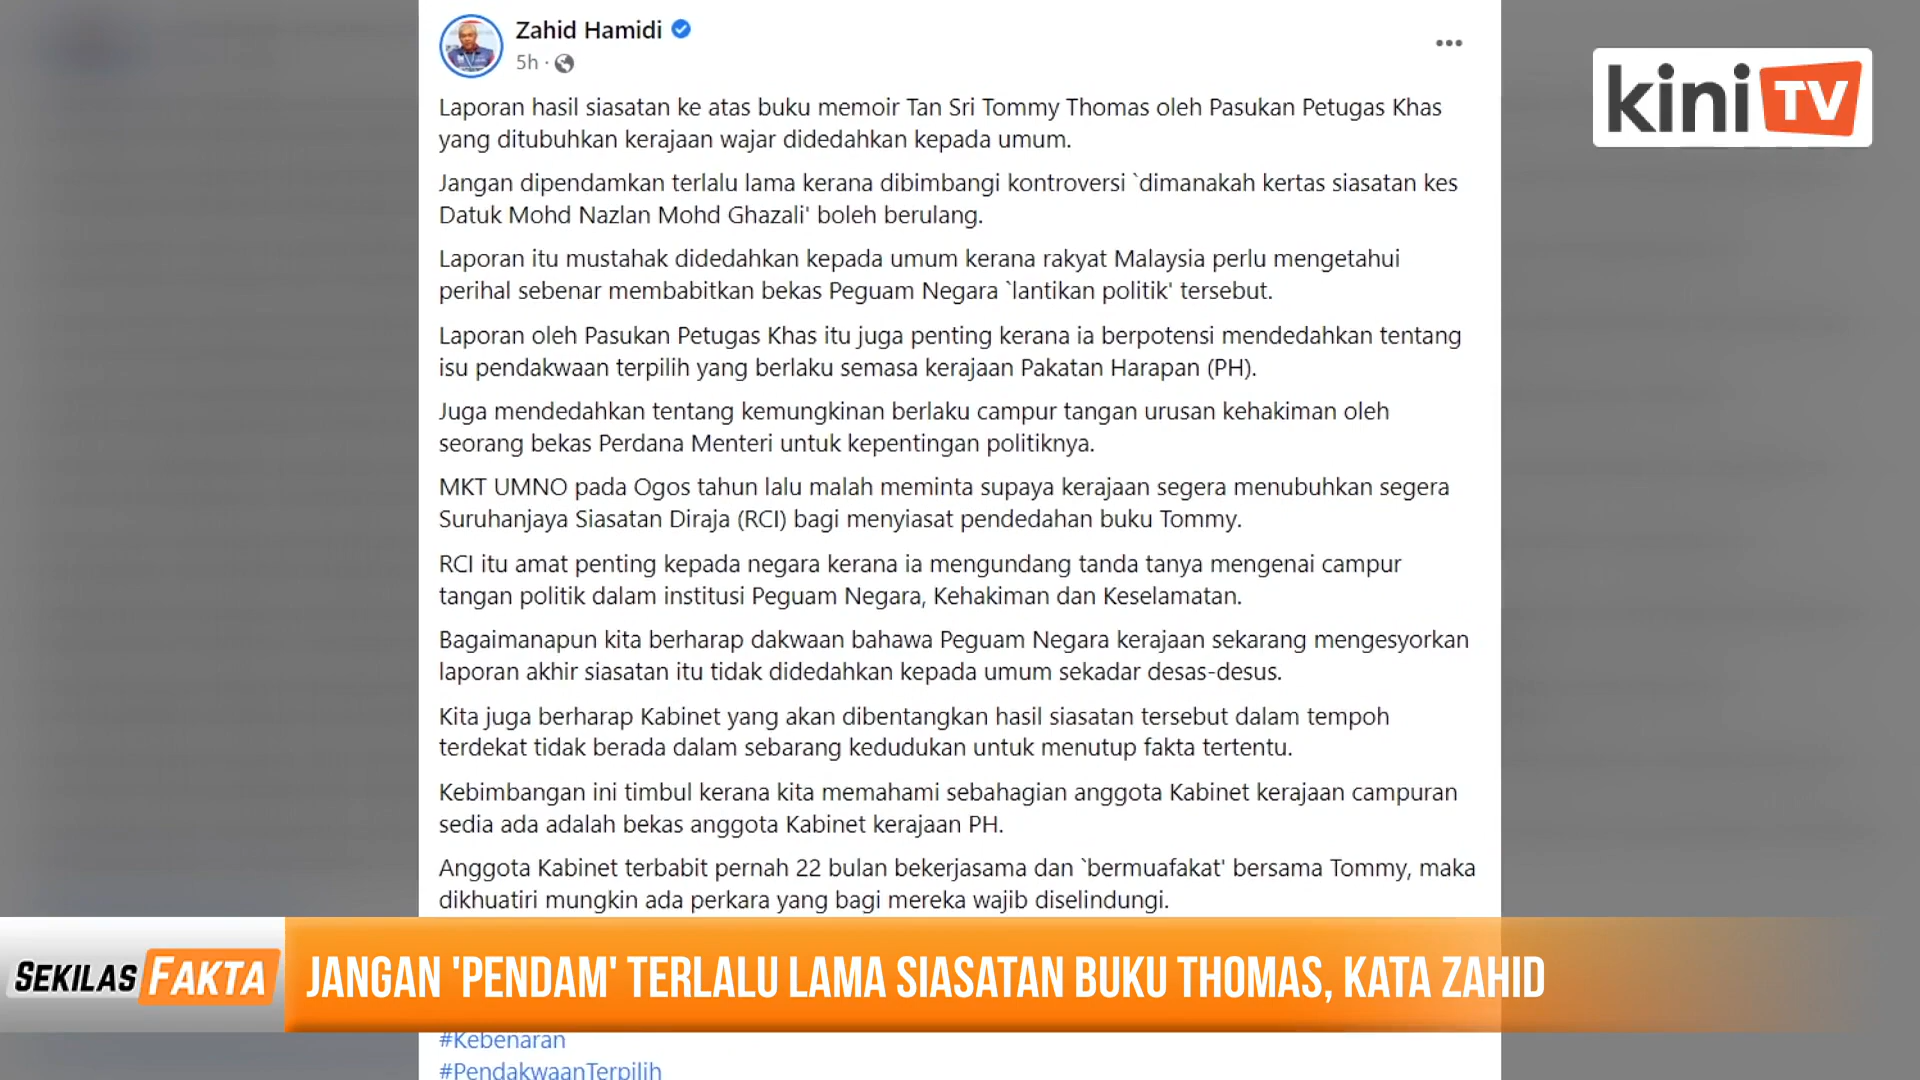 Zahid Hamidi
5h ·
kini TV
Laporan hasil siasatan ke atas buku memoir Tan Sri Tommy Thomas oleh Pasukan Petugas Khas
yang ditubuhkan kerajaan wajar didedahkan kepada umum.
Jangan dipendamkan terlalu lama kerana dibimbangi kontroversi `dimanakah kertas siasatan kes
Datuk Mohd Nazlan Mohd Ghazali' boleh berulang.
Laporan itu mustahak didedahkan kepada umum kerana rakyat Malaysia perlu mengetahui
perihal sebenar membabitkan bekas Peguam Negara `lantikan politik' tersebut.
Laporan oleh Pasukan Petugas Khas itu juga penting kerana ia berpotensi mendedahkan tentang
isu pendakwaan terpilih yang berlaku semasa kerajaan Pakatan Harapan (PH).
Juga mendedahkan tentang kemungkinan berlaku campur tangan urusan kehakiman oleh
seorang bekas Perdana Menteri untuk kepentingan politiknya.
MKT UMNO pada Ogos tahun lalu malah meminta supaya kerajaan segera menubuhkan segera
Suruhanjaya Siasatan Diraja (RCI) bagi menyiasat pendedahan buku Tommy.
RCI itu amat penting kepada negara kerana ia mengundang tanda tanya mengenai campur
tangan politik dalam institusi Peguam Negara, Kehakiman dan Keselamatan.
Bagaimanapun kita berharap dakwaan bahawa Peguam Negara kerajaan sekarang mengesyorkan
laporan akhir siasatan itu tidak didedahkan kepada umum sekadar desas-desus.
Kita juga berharap Kabinet yang akan dibentangkan hasil siasatan tersebut dalam tempoh
terdekat tidak berada dalam sebarang kedudukan untuk menutup fakta tertentu.
Kebimbangan ini timbul kerana kita memahami sebahagian anggota Kabinet kerajaan campuran
sedia ada adalah bekas anggota Kabinet kerajaan PH.
Anggota Kabinet terbabit pernah 22 bulan bekerjasama dan `bermuafakat' bersama Tommy, maka
dikhuatiri mungkin ada perkara yang bagi mereka wajib diselindungi.
SEKILAS FAKTA
JANGAN 'PENDAM' TERLALU LAMA SIASATAN BUKU THOMAS, KATA ZAHID
#Kebenaran
#PendakwaanTerpilih